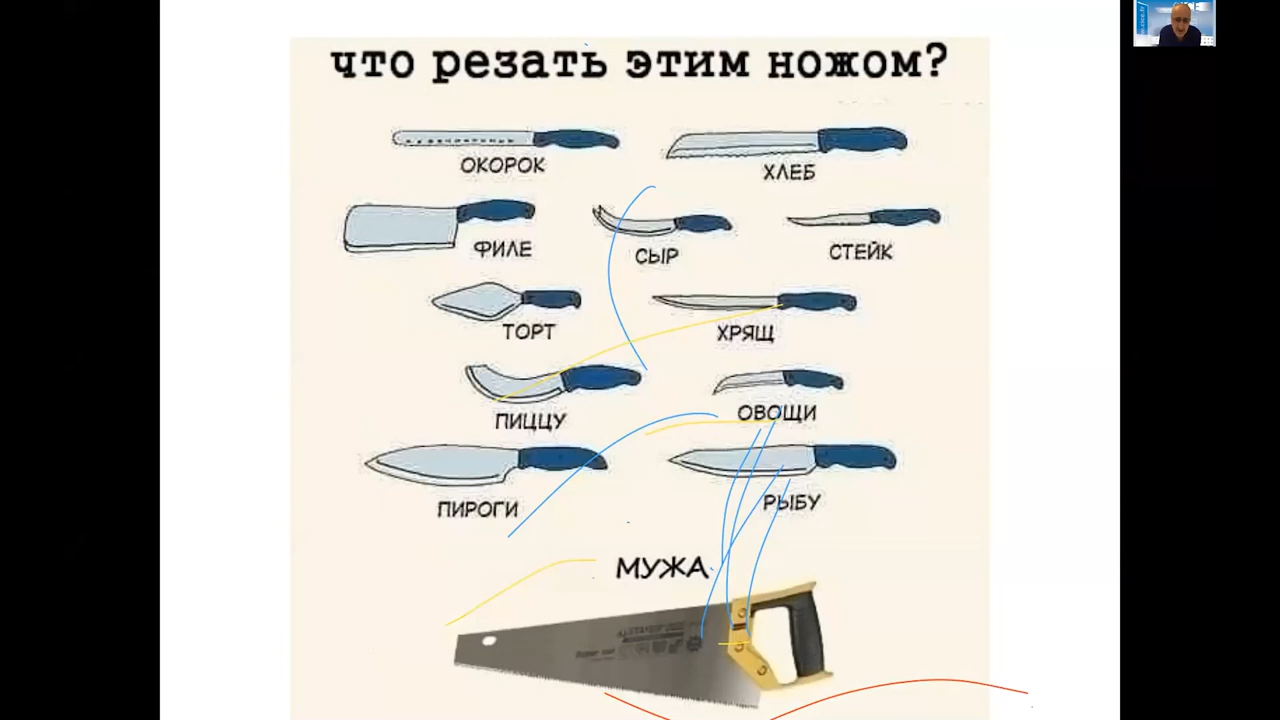 что резать этим ножом?
ОКОРОК
ХЛЕБ
ФИЛЕ
СЫР
СТЕЙК
ТОРТ
ХРЯЩ
ПИЦЦУ
ОВОЩИ
ПИРОГИ
РЫБУ
МУЖА